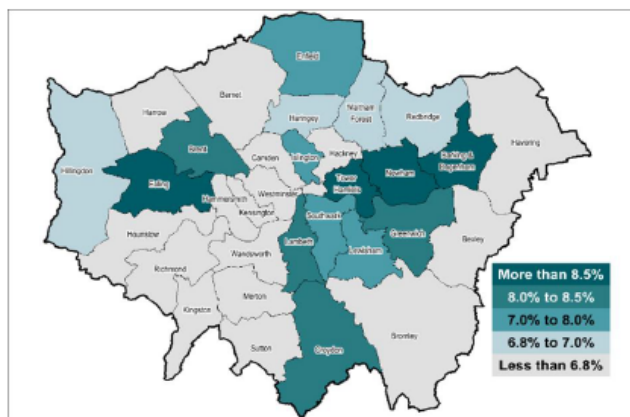 Enfield
Barnet
Harrow
Haringey
Waltham
Forest
Redbridge
Havering
Brent
Camden
Islington
Hackney
Barking &
Dagenham
Hillingdon
Ealing
Newham
Tower
Hamlets
Westminster
Hammersmith
Kensington
Southwark
Greenwich
Hounslow
Lambeth
Lewisham
Bexley
Wandsworth
Richmond
Merton
Kingston
Sutton
Croydon
Bromley
More than 8.5%
8.0% to 8.5%
7.0% to 8.0%
6.8% to 7.0%
Less than 6.8%